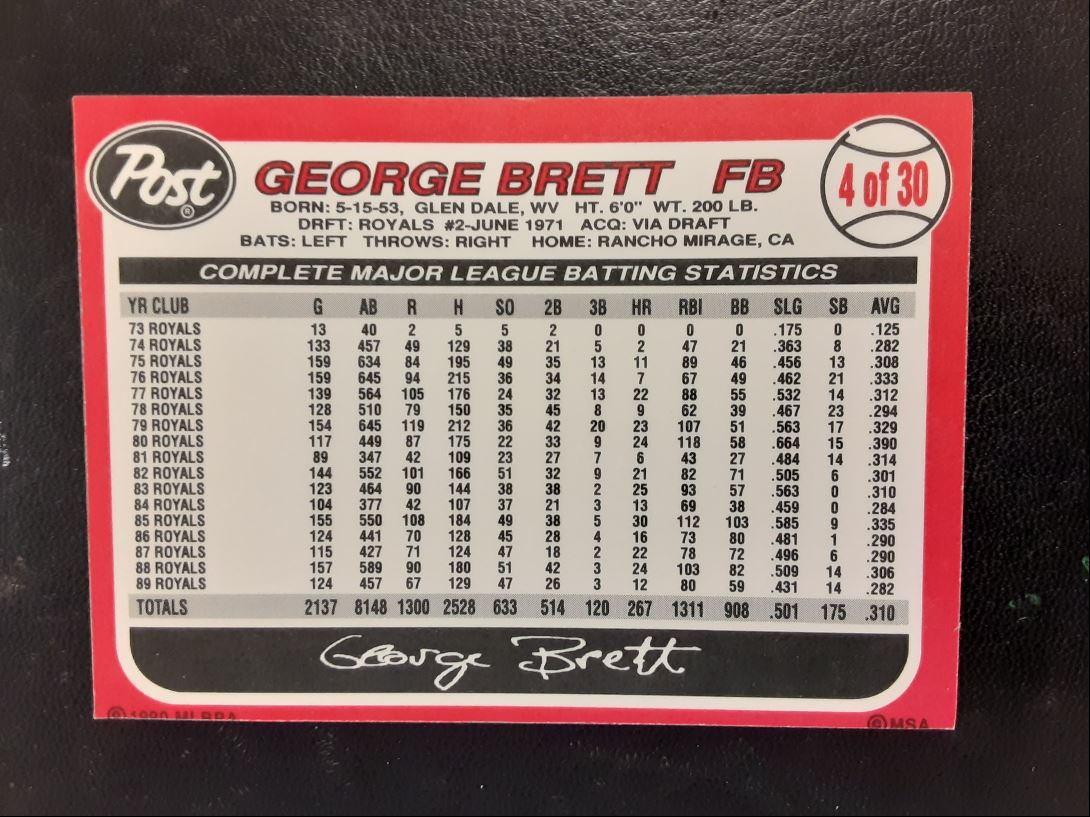 Post ®
GEORGE BRETT FB
4 of 30
BORN: 5-15-53, GLEN DALE, WV HT. 6'0" WT. 200 LB.
DRFT: ROYALS #2-JUNE 1971 ACQ: VIA DRAFT
BATS: LEFT THROWS: RIGHT HOME: RANCHO MIRAGE, CA
COMPLETE MAJOR LEAGUE BATTING STATISTICS
YR CLUB G AB R H SO 2B 3B HR RBI BB SLG SB AVG
73 ROYALS 13 40 2 5 5 2 0 0 0 0 .175 0 .125
74 ROYALS 133 457 49 129 38 21 5 2 47 21 .363 8 .282
75 ROYALS 159 634 84 195 49 35 13 11 89 46 .456 13 .308
76 ROYALS 159 645 94 215 36 34 14 7 67 49 .462 21 .333
77 ROYALS 139 564 105 176 24 32 13 22 88 55 .532 14 .312
78 ROYALS 128 510 79 150 35 45 8 9 62 39 .467 23 .294
79 ROYALS 154 645 119 212 36 42 20 23 107 51 .563 17 .329
80 ROYALS 117 449 87 175 22 33 9 24 118 58 .664 15 .390
81 ROYALS 89 347 42 109 23 27 7 6 43 27 .484 14 .314
82 ROYALS 144 552 101 166 51 32 9 21 82 71 .505 6 .301
83 ROYALS 123 464 90 144 38 38 2 25 93 57 .563 0 .310
84 ROYALS 104 377 42 107 37 21 3 13 69 38 .459 0 .284
85 ROYALS 155 550 108 184 49 38 5 30 112 103 .585 9 .335
86 ROYALS 124 441 70 128 45 28 4 16 73 80 .481 1 .290
87 ROYALS 115 427 71 124 47 18 2 22 78 72 .496 6 .290
88 ROYALS 157 589 90 180 51 42 3 24 103 82 .509 14 .306
89 ROYALS 124 457 67 129 47 26 3 12 80 59 .431 14 .282
TOTALS 2137 8148 1300 2528 633 514 120 267 1311 908 .501 175 .310
George Brett
© 1990 MLBPA
© MSA